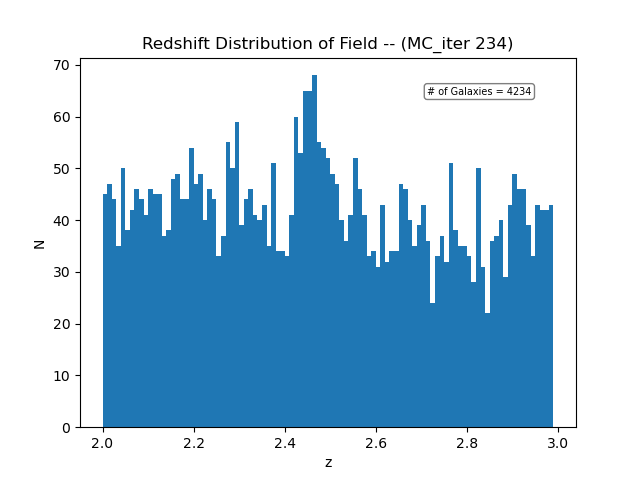 Redshift Distribution of Field -- (MC_iter 234)
# of Galaxies = 4234
70
60
50
40
30
20
10
0
N
2.0 2.2 2.4 2.6 2.8 3.0
z